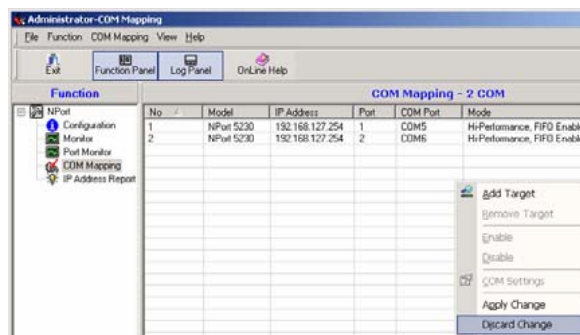 Administrator-COM Mapping
File Function COM Mapping View Help
Exit Function Panel Log Panel OnLine Help
Function
COM Mapping - 2 COM
NPort
Configuration
Monitor
Port Monitor
COM Mapping
IP Address Report
No Model IP Address Port COM Port Mode
1 NPort 5230 192.168.127.254 1 COM5 Hi-Performance, FIFO Enable
2 NPort 5230 192.168.127.254 2 COM6 Hi-Performance, FIFO Enable
Add Target
Remove Target
Enable
Disable
COM Settings
Apply Change
Discard Change